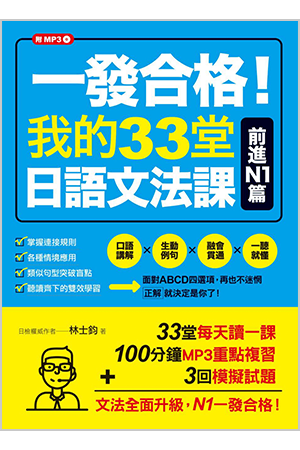 附MP3
一發合格！
我的33堂
日語文法課
前進N1篇
掌握連接規則
各種情境應用
類似句型突破盲點
聽讀齊下的雙效學習
口語講解×生動例句×融會貫通×一聽就懂
面對ABCD四選項，再也不迷惘
正解 就決定是你了！
日檢權威作者──林士鈞 著
33堂每天讀一課
100分鐘MP3重點複習
+ 3回模擬試題
文法全面升級，N1一發合格！